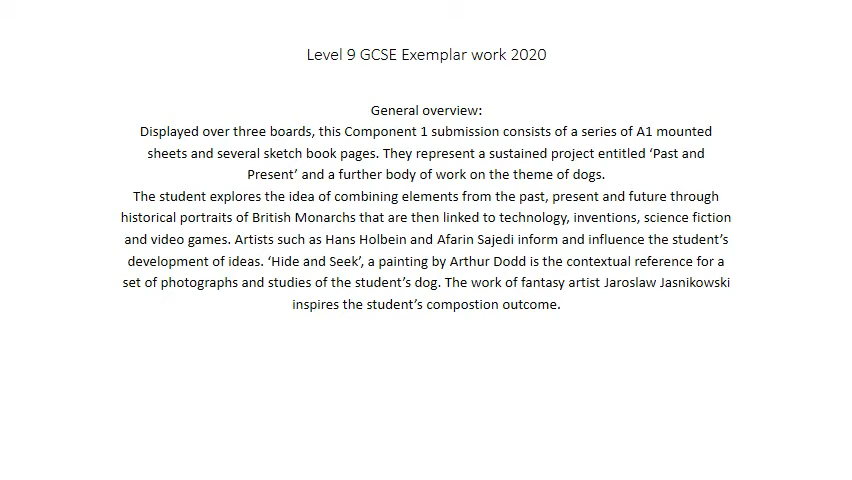 Level 9 GCSE Exemplar work 2020
General overview:
Displayed over three boards, this Component 1 submission consists of a series of A1 mounted
sheets and several sketch book pages. They represent a sustained project entitled ‘Past and
Present’ and a further body of work on the theme of dogs.
The student explores the idea of combining elements from the past, present and future through
historical portraits of British Monarchs that are then linked to technology, inventions, science fiction
and video games. Artists such as Hans Holbein and Afarin Sajedi inform and influence the student’s
development of ideas. ‘Hide and Seek’, a painting by Arthur Dodd is the contextual reference for a
set of photographs and studies of the student’s dog. The work of fantasy artist Jaroslaw Jasnikowski
inspires the student’s compostion outcome.